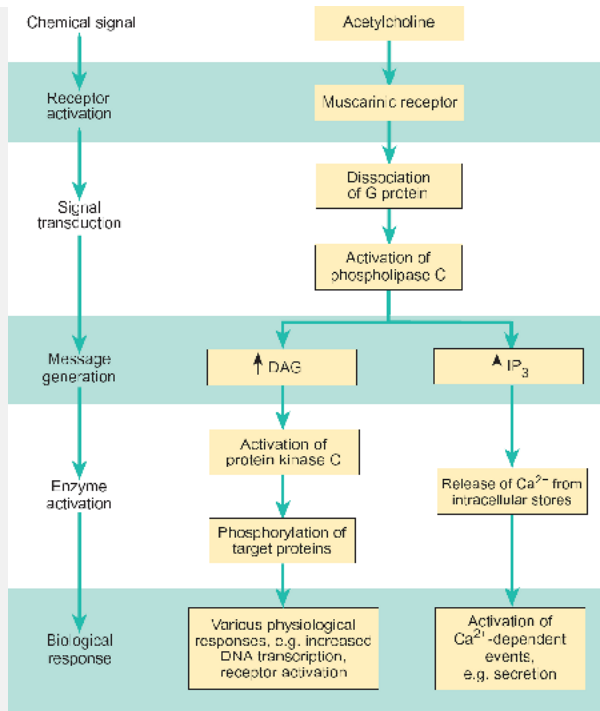 Chemical signal
Acetylcholine
Receptor
activation
Muscarinic receptor
Dissociation
of G protein
Signal
transduction
Activation of
phospholipase C
Message
generation
DAG
IP3
Activation of
protein kinase C
Enzyme
activation
Release of Ca2+ from
intracellular stores
Phosphorylation of
target proteins
Biological
response
Various physiological
responses, e.g. increased
DNA transcription,
receptor activation
Activation of
Ca2+-dependent
events,
e.g. secretion